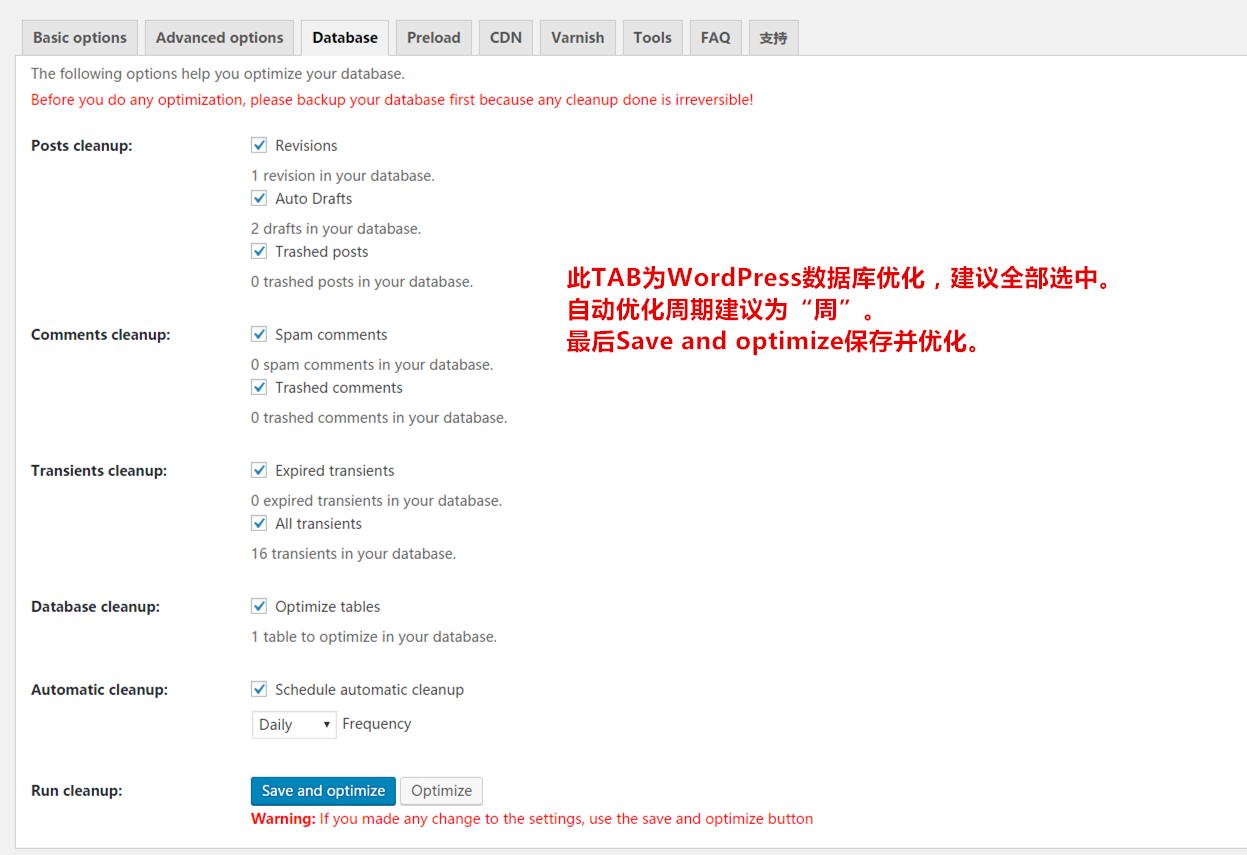 Basic options
Advanced options
Database
Preload
CDN
Varnish
Tools
FAQ
支持
The following options help you optimize your database.
Before you do any optimization, please backup your database first because any cleanup done is irreversible!
Posts cleanup:
Revisions
1 revision in your database.
Auto Drafts
2 drafts in your database.
Trashed posts
0 trashed posts in your database.
此TAB为WordPress数据库优化，建议全部选中。
自动优化周期建议为“周”。
最后Save and optimize保存并优化。
Comments cleanup:
Spam comments
0 spam comments in your database.
Trashed comments
0 trashed comments in your database.
Transients cleanup:
Expired transients
0 expired transients in your database.
All transients
16 transients in your database.
Database cleanup:
Optimize tables
1 table to optimize in your database.
Automatic cleanup:
Schedule automatic cleanup
Daily
Frequency
Run cleanup:
Save and optimize
Optimize
Warning: If you made any change to the settings, use the save and optimize button